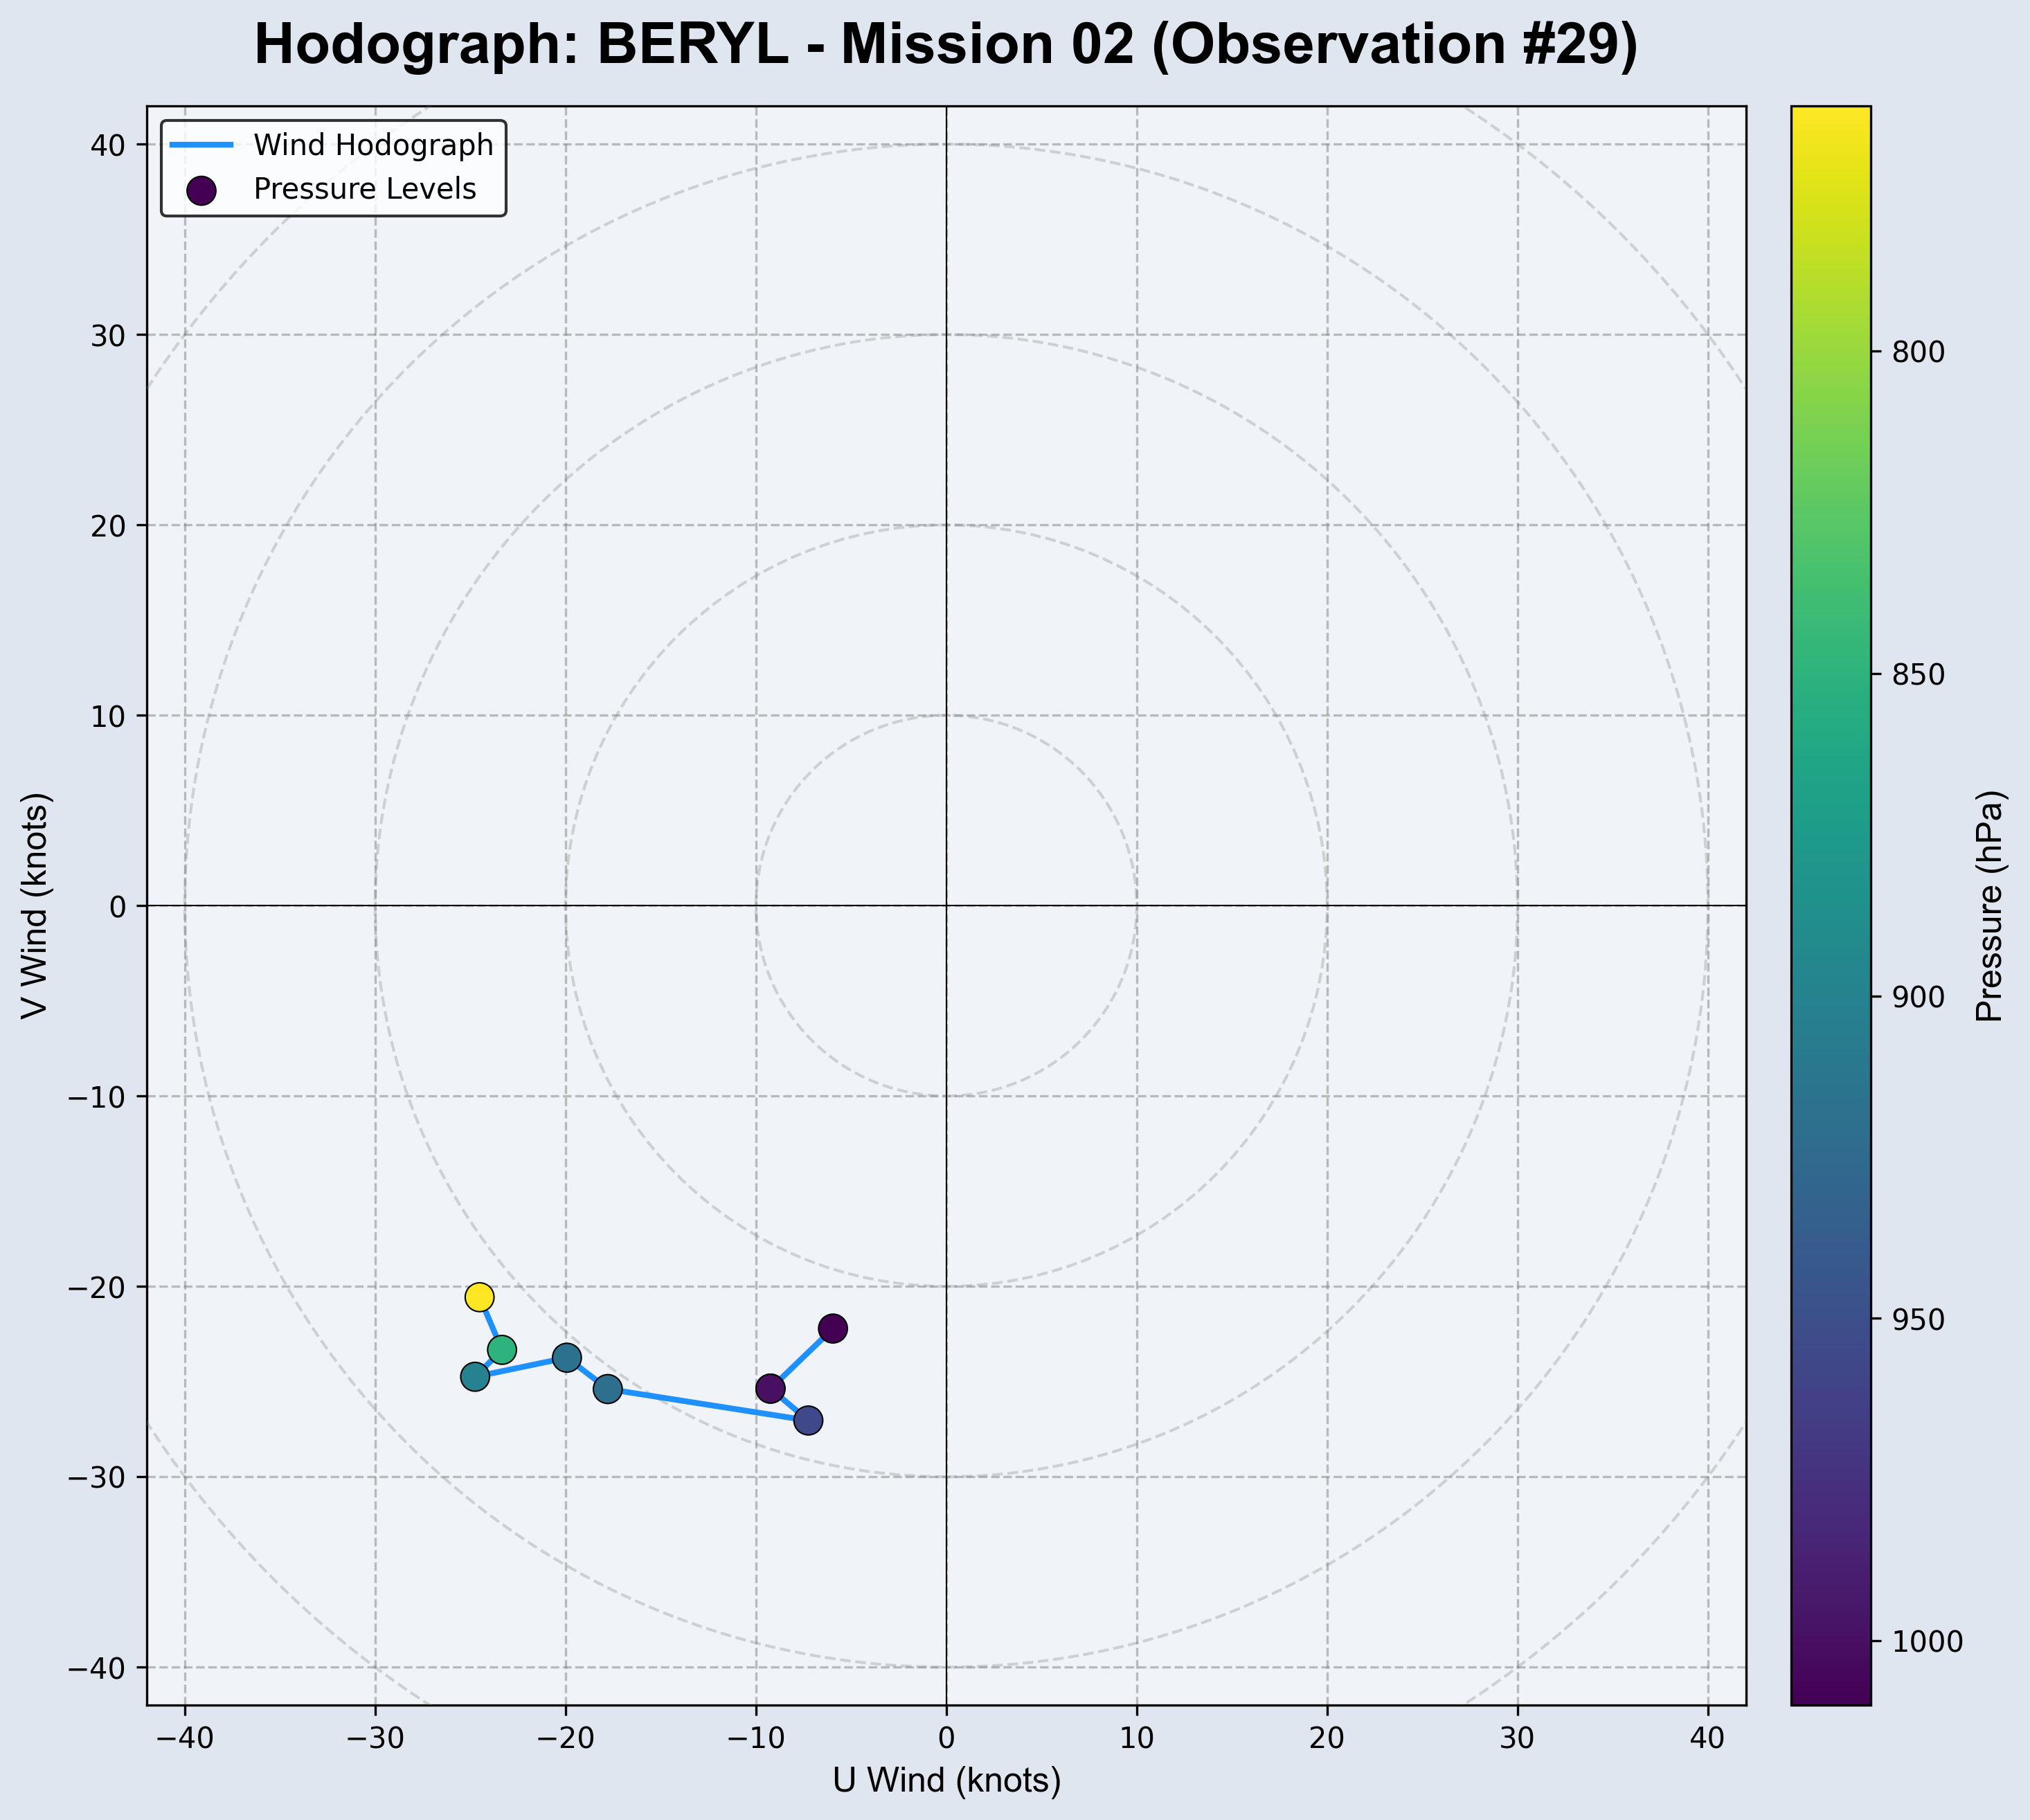 Hodograph: BERYL - Mission 02 (Observation #29)
Wind Hodograph
Pressure Levels
40
30
20
10
0
−10
−20
−30
−40
V Wind (knots)
−40 −30 −20 −10 0 10 20 30 40
U Wind (knots)
800
850
900
950
1000
Pressure (hPa)